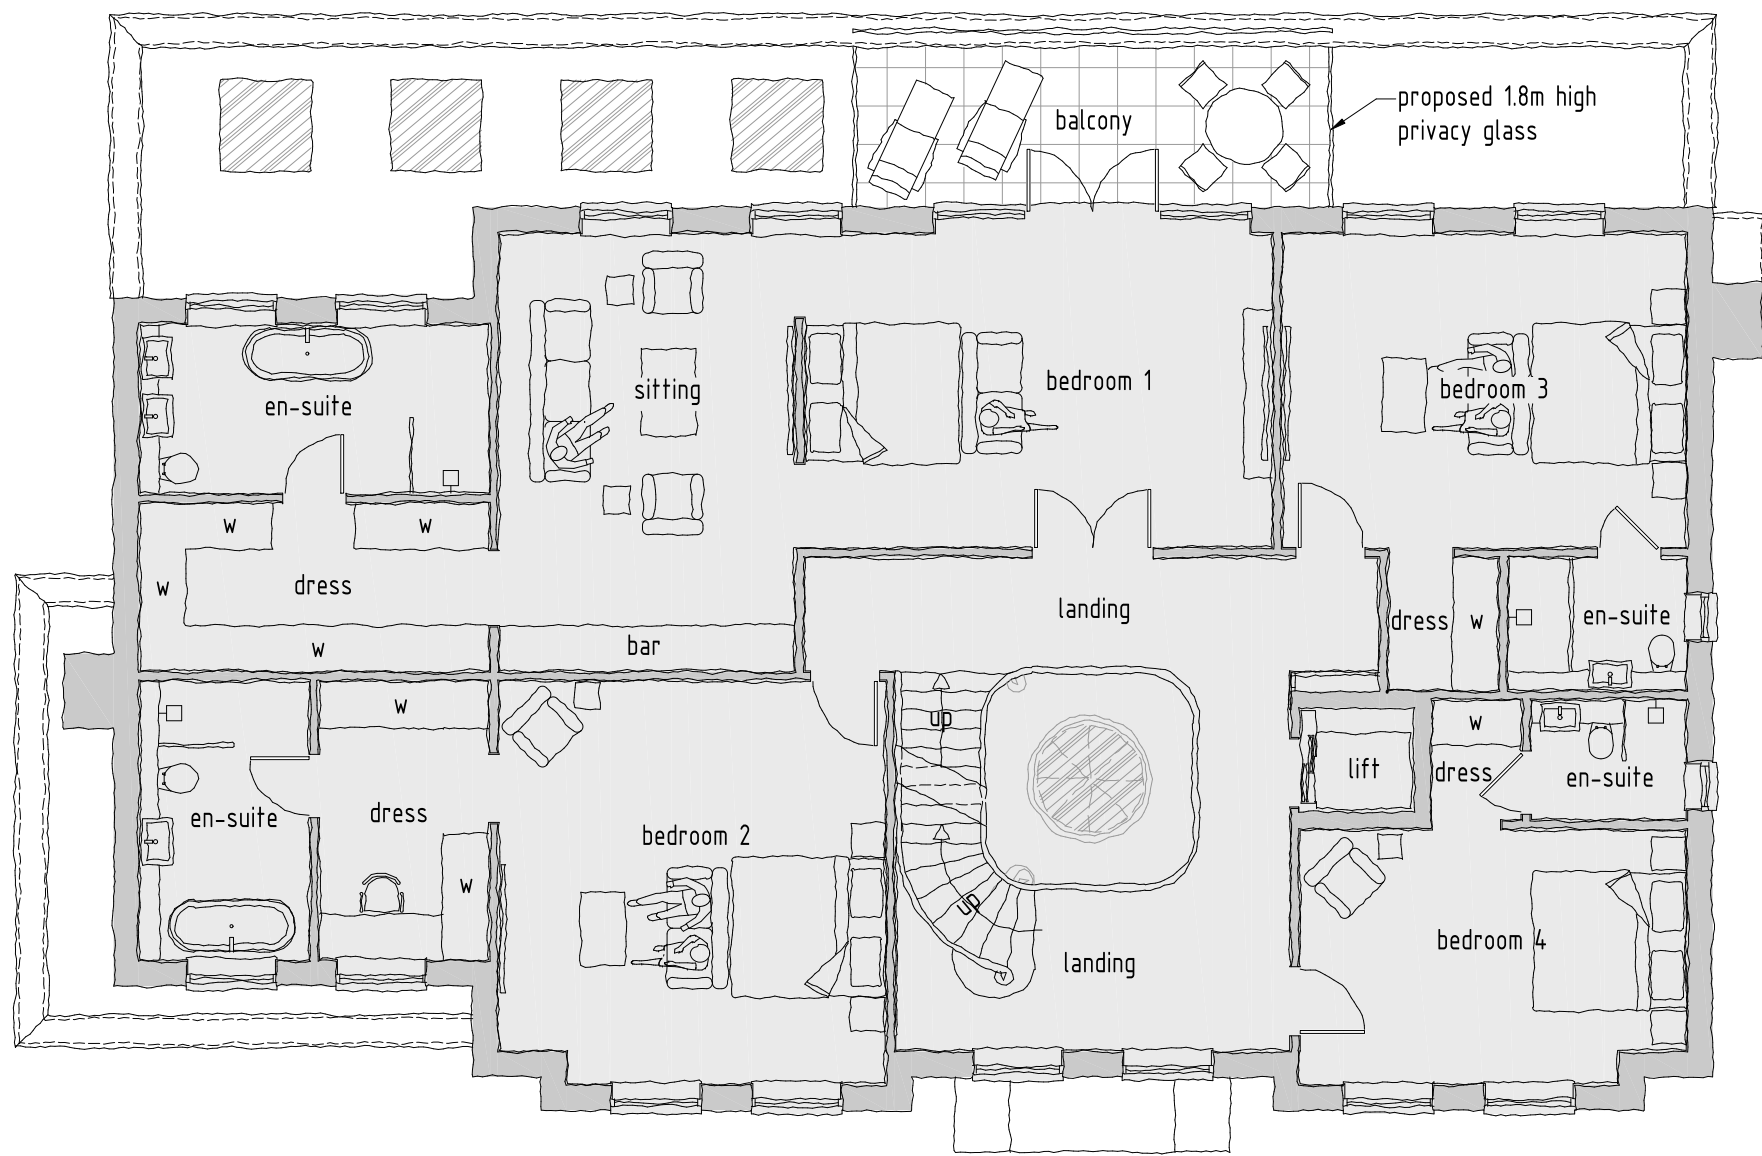 balcony
proposed 1.8m high
privacy glass
sitting
bedroom 1
bedroom 3
en-suite
w
w
w
dress
w
bar
landing
dress
w
en-suite
w
up
w
lift
dress
en-suite
en-suite
dress
bedroom 2
w
up
landing
bedroom 4